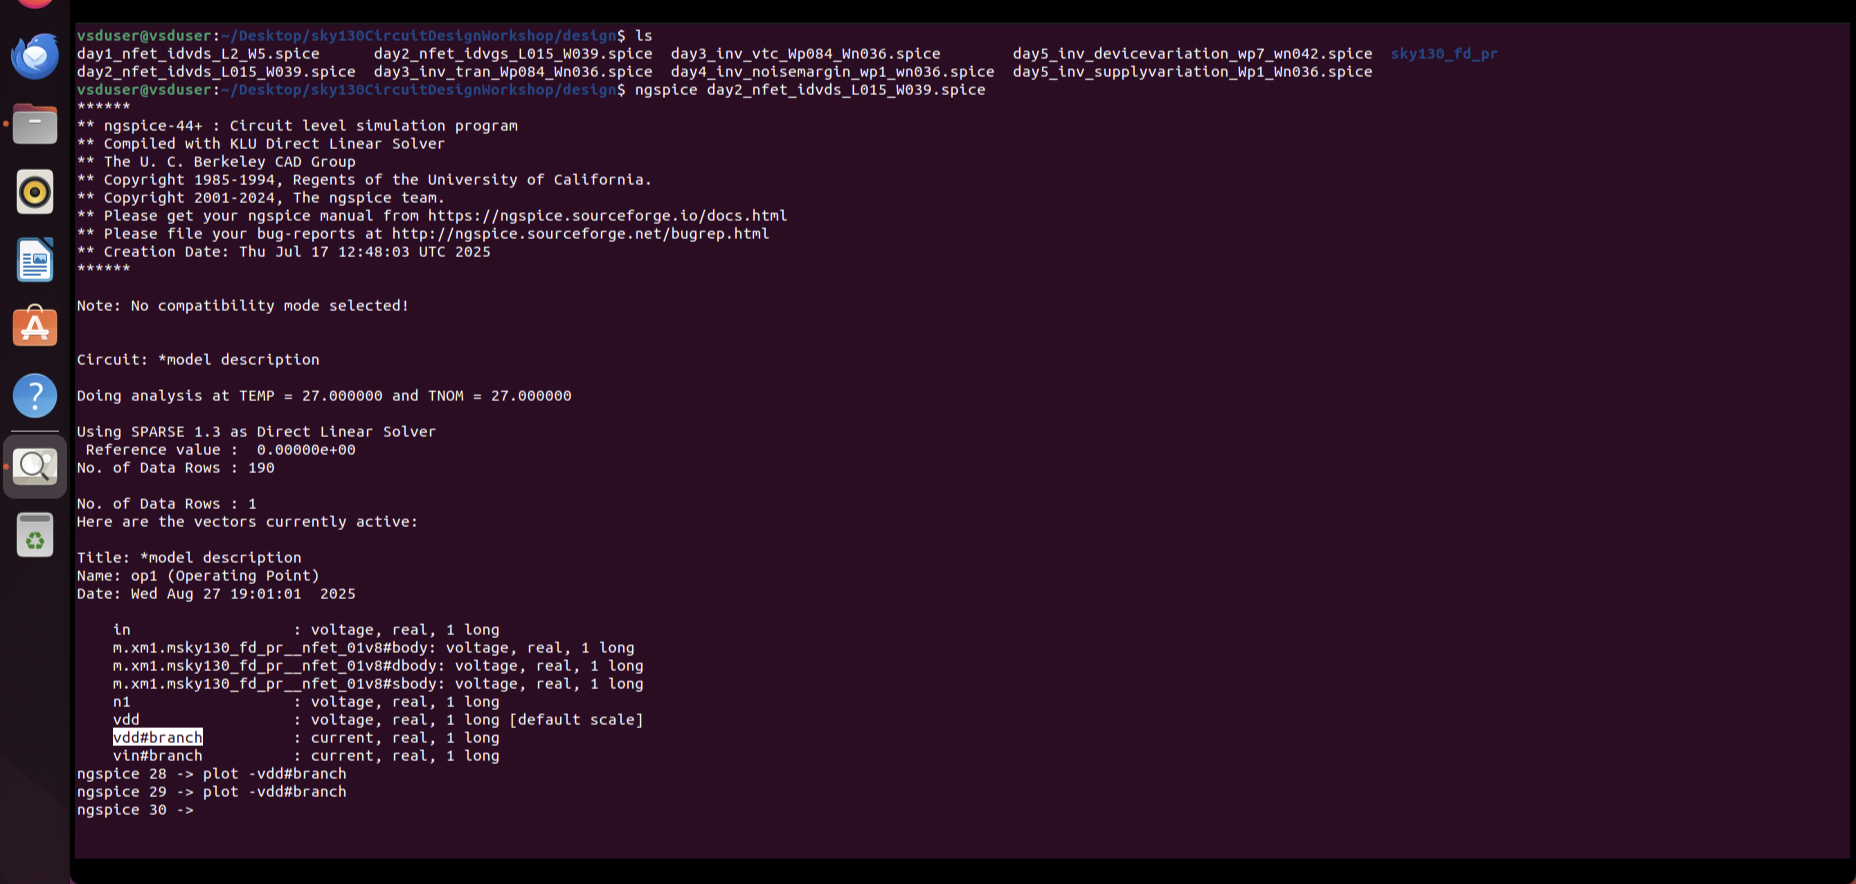 vsduser@vsduser:~/Desktop/sky130CircuitDesignWorkshop/design$ ls
day1_nfet_idvds_L2_W5.spice      day2_nfet_idvgs_L015_W039.spice  day3_inv_vtc_Wp084_Wn036.spice        day5_inv_devicevariation_wp7_wn042.spice  sky130_fd_pr
day2_nfet_idvds_L015_W039.spice  day3_inv_tran_Wp084_Wn036.spice  day4_inv_noisemargin_wp1_wn036.spice  day5_inv_supplyvariation_Wp1_Wn036.spice
vsduser@vsduser:~/Desktop/sky130CircuitDesignWorkshop/design$ ngspice day2_nfet_idvds_L015_W039.spice
******
** ngspice-44+ : Circuit level simulation program
** Compiled with KLU Direct Linear Solver
** The U. C. Berkeley CAD Group
** Copyright 1985-1994, Regents of the University of California.
** Copyright 2001-2024, The ngspice team.
** Please get your ngspice manual from https://ngspice.sourceforge.io/docs.html
** Please file your bug-reports at http://ngspice.sourceforge.net/bugrep.html
** Creation Date: Thu Jul 17 12:48:03 UTC 2025
******
Note: No compatibility mode selected!
Circuit: *model description
Doing analysis at TEMP = 27.000000 and TNOM = 27.000000
Using SPARSE 1.3 as Direct Linear Solver
 Reference value :  0.00000e+00
No. of Data Rows : 190
No. of Data Rows : 1
Here are the vectors currently active:
Title: *model description
Name: op1 (Operating Point)
Date: Wed Aug 27 19:01:01  2025
    in                  : voltage, real, 1 long
    m.xm1.msky130_fd_pr__nfet_01v8#body: voltage, real, 1 long
    m.xm1.msky130_fd_pr__nfet_01v8#dbody: voltage, real, 1 long
    m.xm1.msky130_fd_pr__nfet_01v8#sbody: voltage, real, 1 long
    n1                  : voltage, real, 1 long
    vdd                 : voltage, real, 1 long [default scale]
    vdd#branch          : current, real, 1 long
    vin#branch          : current, real, 1 long
ngspice 28 -> plot -vdd#branch
ngspice 29 -> plot -vdd#branch
ngspice 30 ->